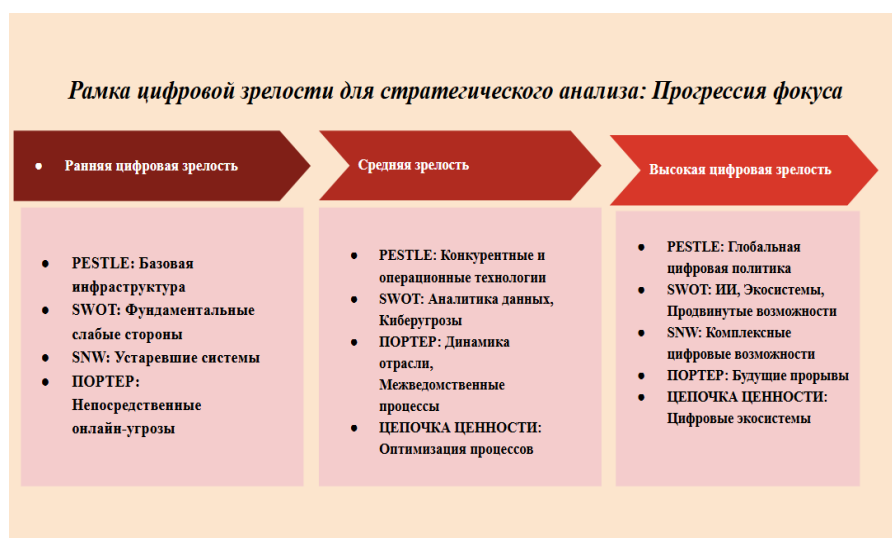 Рамка цифровой зрелости для стратегического анализа: Прогрессия фокуса
● Ранняя цифровая зрелость
● PESTLE: Базовая
инфраструктура
● SWOT: Фундаментальные
слабые стороны
● SNW: Устаревшие системы
● ПОРТЕР:
Непосредственные
онлайн-угрозы
Средняя зрелость
● PESTLE: Конкурентные и
операционные технологии
● SWOT: Аналитика данных,
Киберугрозы
● ПОРТЕР: Динамика
отрасли,
Межведомственные
процессы
● ЦЕПОЧКА ЦЕННОСТИ:
Оптимизация процессов
Высокая цифровая зрелость
● PESTLE: Глобальная
цифровая политика
● SWOT: ИИ, Экосистемы,
Продвинутые возможности
● SNW: Комплексные
цифровые возможности
● ПОРТЕР: Будущие прорывы
● ЦЕПОЧКА ЦЕННОСТИ:
Цифровые экосистемы